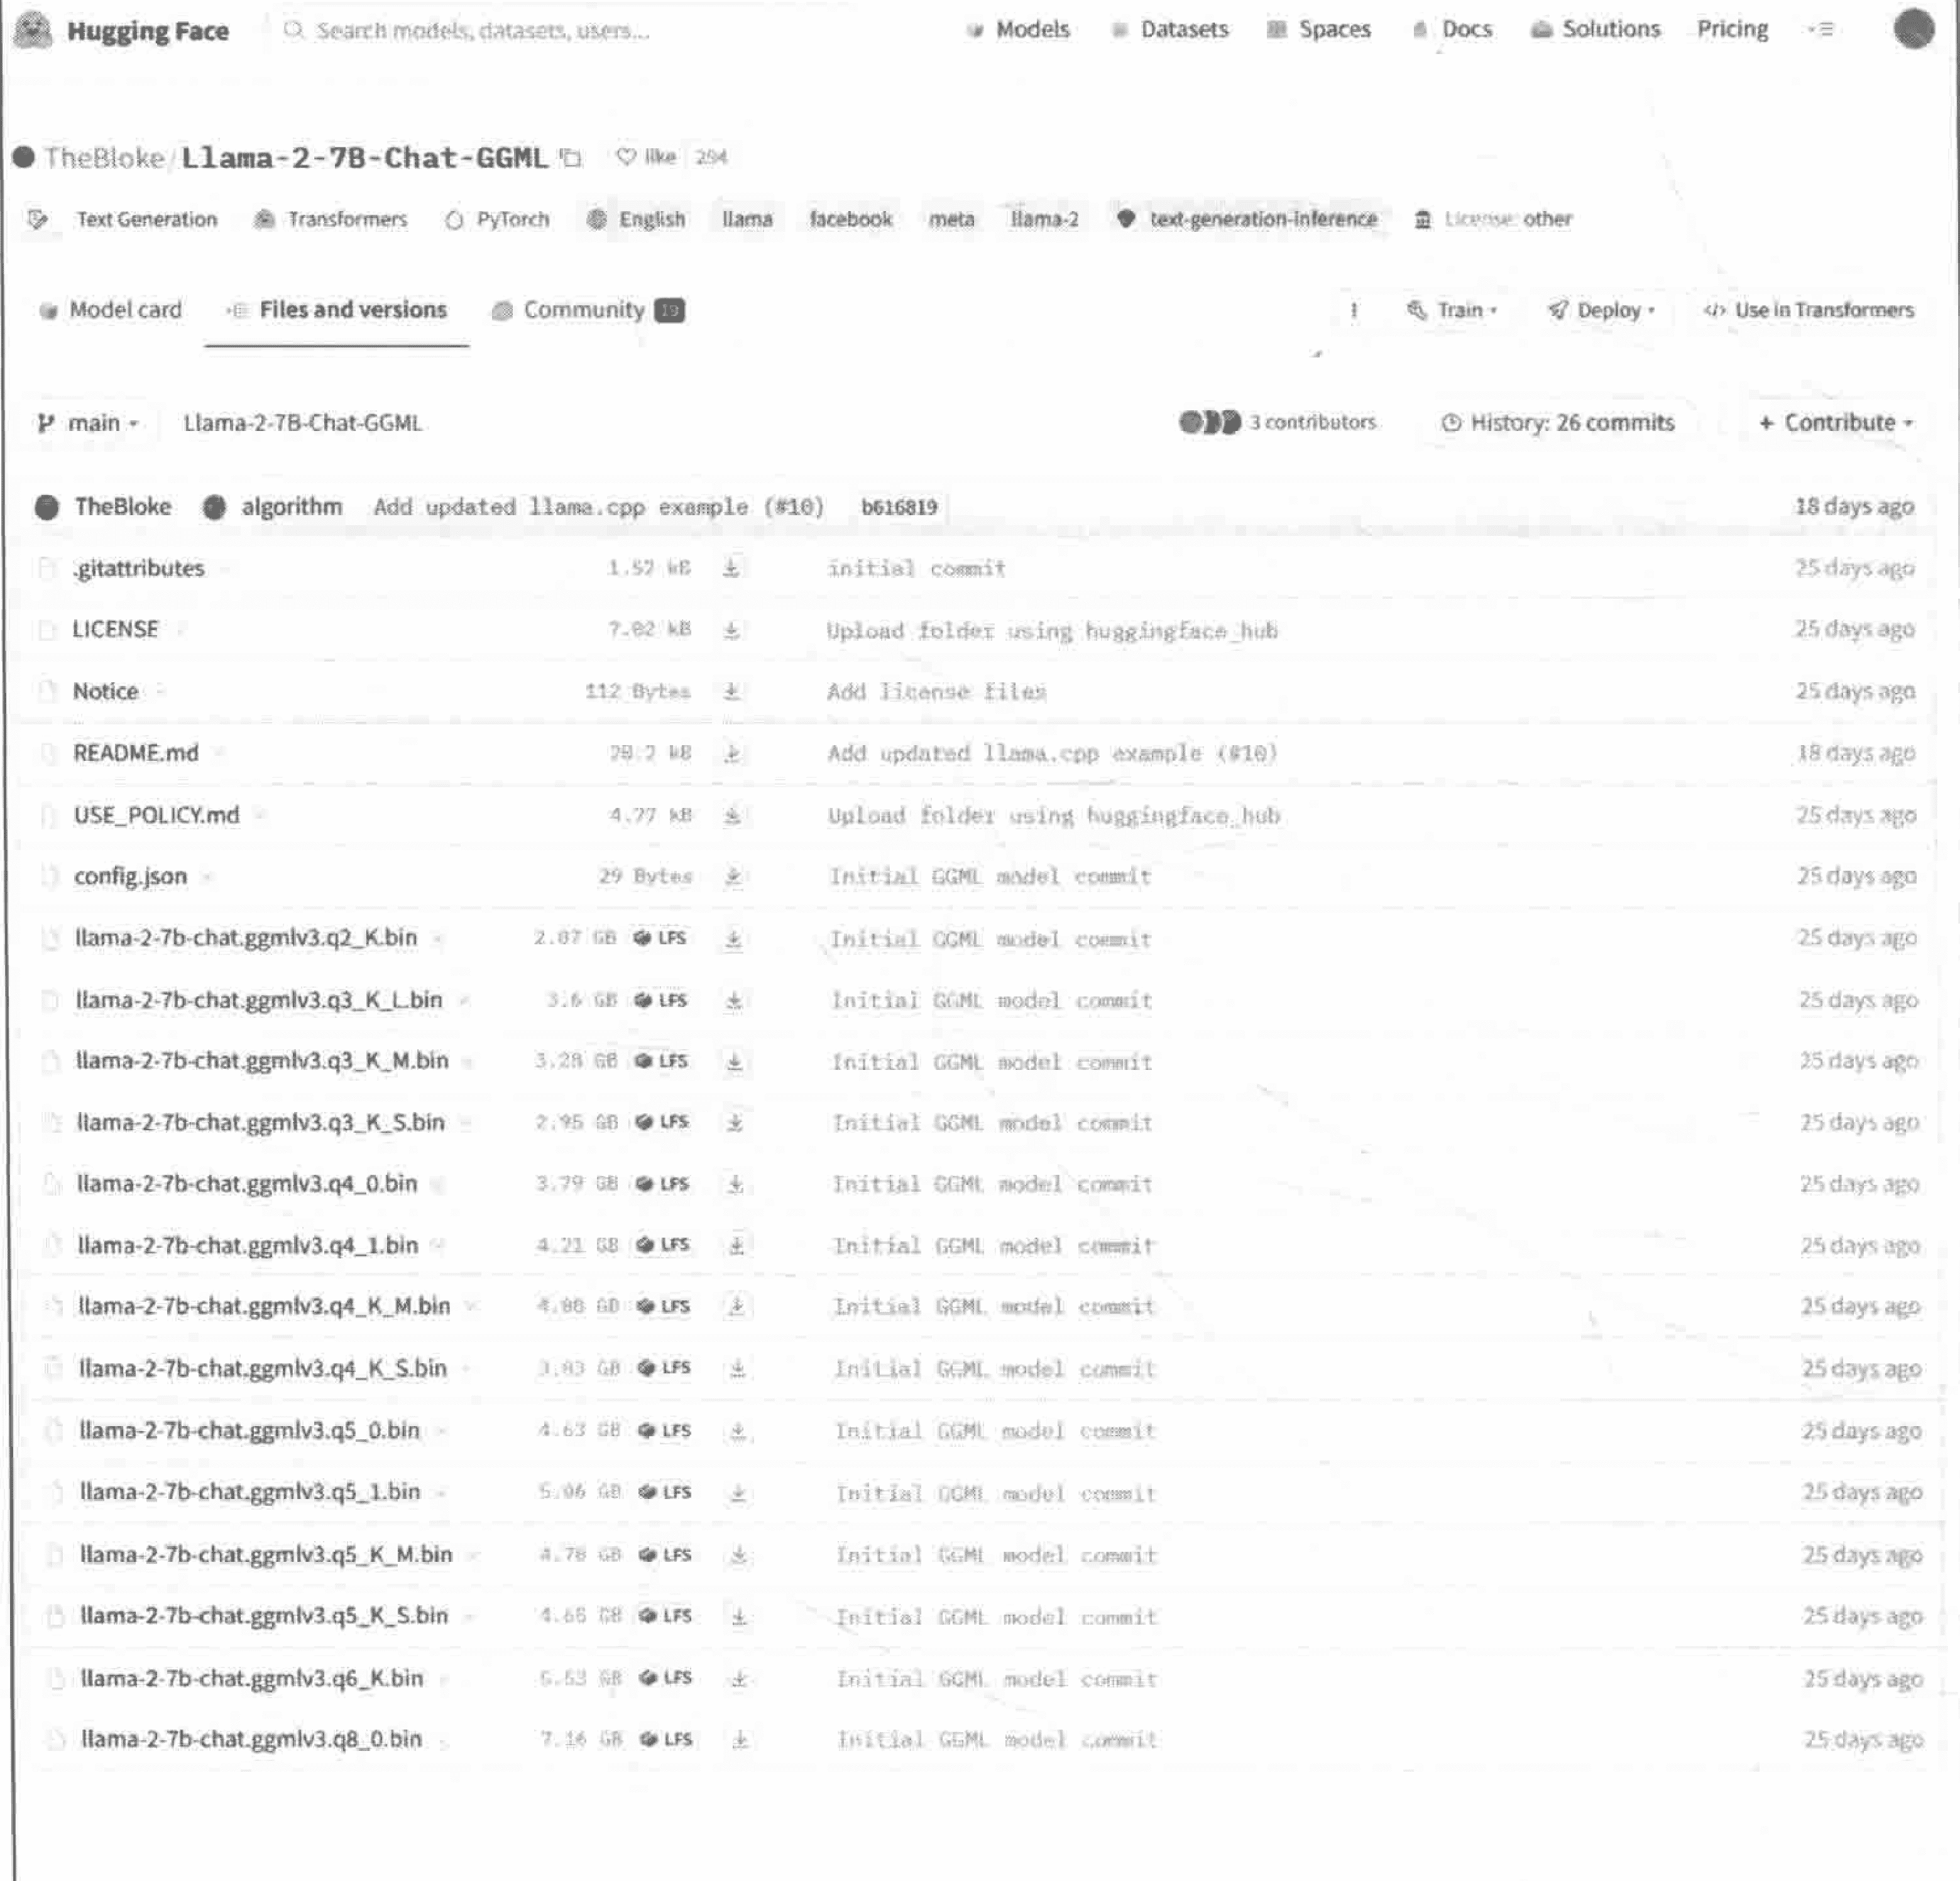 Hugging Face Search models, datasets, users... Models Datasets Spaces Docs Solutions Pricing
TheBloke/Llama-2-7B-Chat-GGML like 294
Text Generation Transformers PyTorch English llama facebook meta llama-2 text-generation-inference License: other
Model card Files and versions Community 19 Train Deploy </> Use in Transformers
main Llama-2-7B-Chat-GGML 3 contributors History: 26 commits + Contribute
TheBloke algorithm Add updated llama.cpp example (#10) b616819 18 days ago
.gitattributes 1.52 kB initial commit 25 days ago
LICENSE 7.02 kB Upload folder using huggingface_hub 25 days ago
Notice 112 Bytes Add license files 25 days ago
README.md kB Add updated llama.cpp example (#10) 18 days ago
USE_POLICY.md 4.77 kB Upload folder using huggingface_hub 25 days ago
config.json 29 Bytes Initial GGML model commit 25 days ago
llama-2-7b-chat.ggmlv3.q2_K.bin 2.87 GB LFS Initial GGML model commit 25 days ago
llama-2-7b-chat.ggmlv3.q3_K_L.bin 3.6 GB LFS Initial GGML model commit 25 days ago
llama-2-7b-chat.ggmlv3.q3_K_M.bin 3.28 GB LFS Initial GGML model commit 25 days ago
llama-2-7b-chat.ggmlv3.q3_K_S.bin 2.95 GB LFS Initial GGML model commit 25 days ago
llama-2-7b-chat.ggmlv3.q4_0.bin 3.79 GB LFS Initial GGML model commit 25 days ago
llama-2-7b-chat.ggmlv3.q4_1.bin 4.21 GB LFS Initial GGML model commit 25 days ago
llama-2-7b-chat.ggmlv3.q4_K_M.bin GB LFS Initial GGML model commit 25 days ago
llama-2-7b-chat.ggmlv3.q4_K_S.bin 3.83 GB LFS Initial GGML model commit 25 days ago
llama-2-7b-chat.ggmlv3.q5_0.bin 4.63 GB LFS Initial GGML model commit 25 days ago
llama-2-7b-chat.ggmlv3.q5_1.bin 5.06 GB LFS Initial GGML model commit 25 days ago
llama-2-7b-chat.ggmlv3.q5_K_M.bin 4.78 GB LFS Initial GGML model commit 25 days ago
llama-2-7b-chat.ggmlv3.q5_K_S.bin 4.65 GB LFS Initial GGML model commit 25 days ago
llama-2-7b-chat.ggmlv3.q6_K.bin 5.53 GB LFS Initial GGML model commit 25 days ago
llama-2-7b-chat.ggmlv3.q8_0.bin 7.16 GB LFS Initial GGML model commit 25 days ago